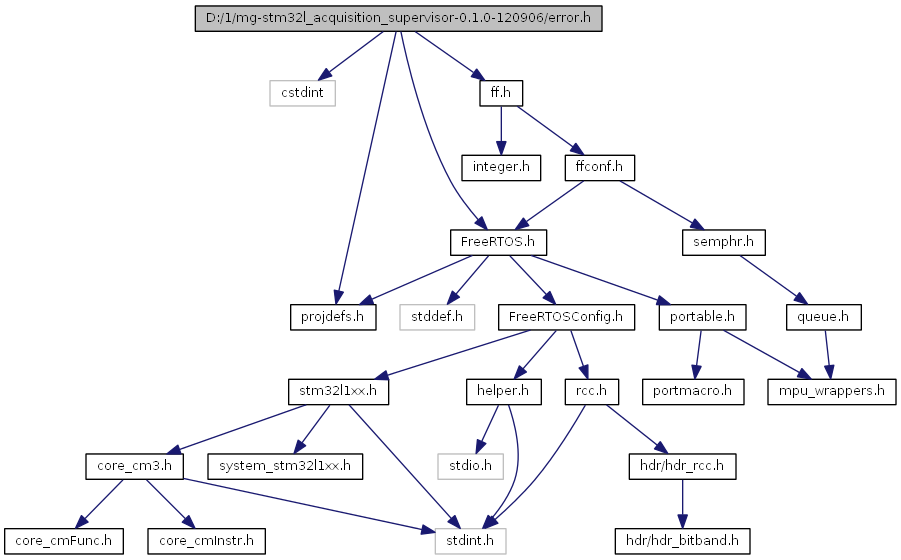 D:/1/mg-stm32l_acquisition_supervisor-0.1.0-120906/error.h
cstdint
ff.h
integer.h
ffconf.h
FreeRTOS.h
semphr.h
projdefs.h
stddef.h
FreeRTOSConfig.h
portable.h
queue.h
stm32l1xx.h
helper.h
rcc.h
portmacro.h
mpu_wrappers.h
core_cm3.h
system_stm32l1xx.h
stdio.h
hdr/hdr_rcc.h
core_cmFunc.h
core_cmInstr.h
stdint.h
hdr/hdr_bitband.h